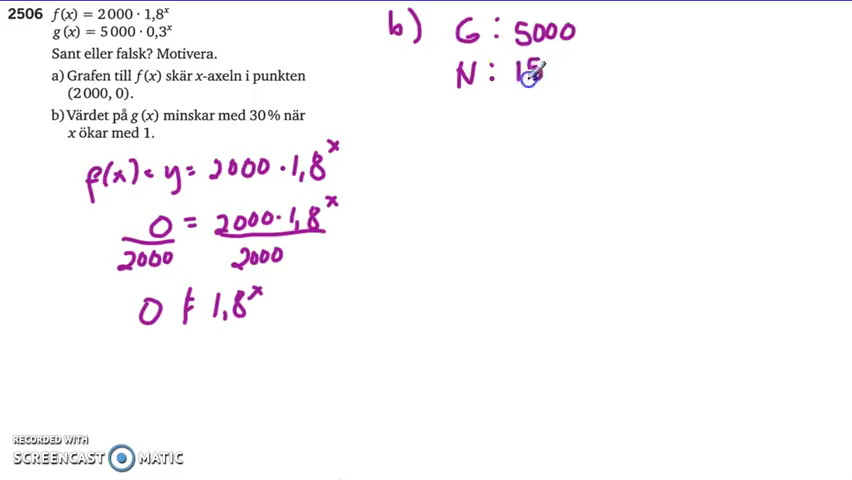 2506 f(x) = 2000 · 1,8ˣ
g(x) = 5000 · 0,3ˣ
Sant eller falsk? Motivera.
a) Grafen till f(x) skär x-axeln i punkten
(2000, 0).
b) Värdet på g(x) minskar med 30% när
x ökar med 1.
f(x) = y = 2000 · 1,8ˣ
0 = 2000 · 1,8ˣ
2000 2000
0 ≠ 1,8ˣ
b) G : 5000
N : 15
RECORDED WITH
SCREENCAST MATIC